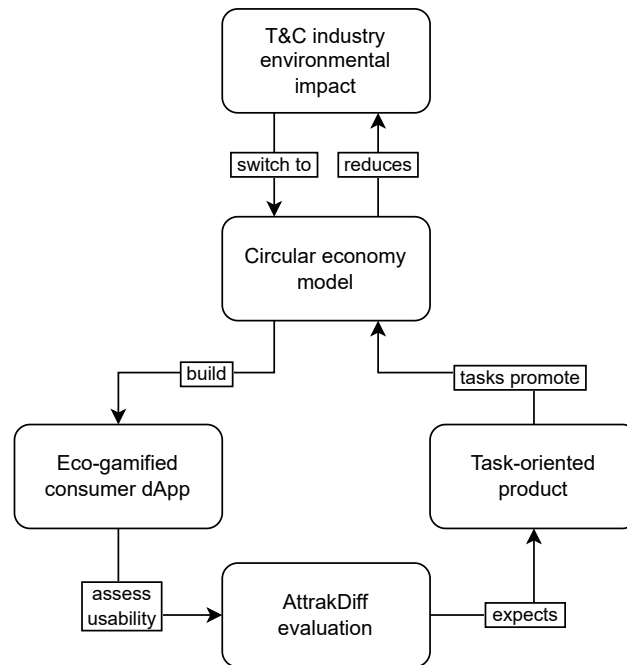 T&C industry
environmental
impact
switch to
reduces
Circular economy
model
build
tasks promote
Eco-gamified
consumer dApp
Task-oriented
product
assess
usability
AttrakDiff
evaluation
expects